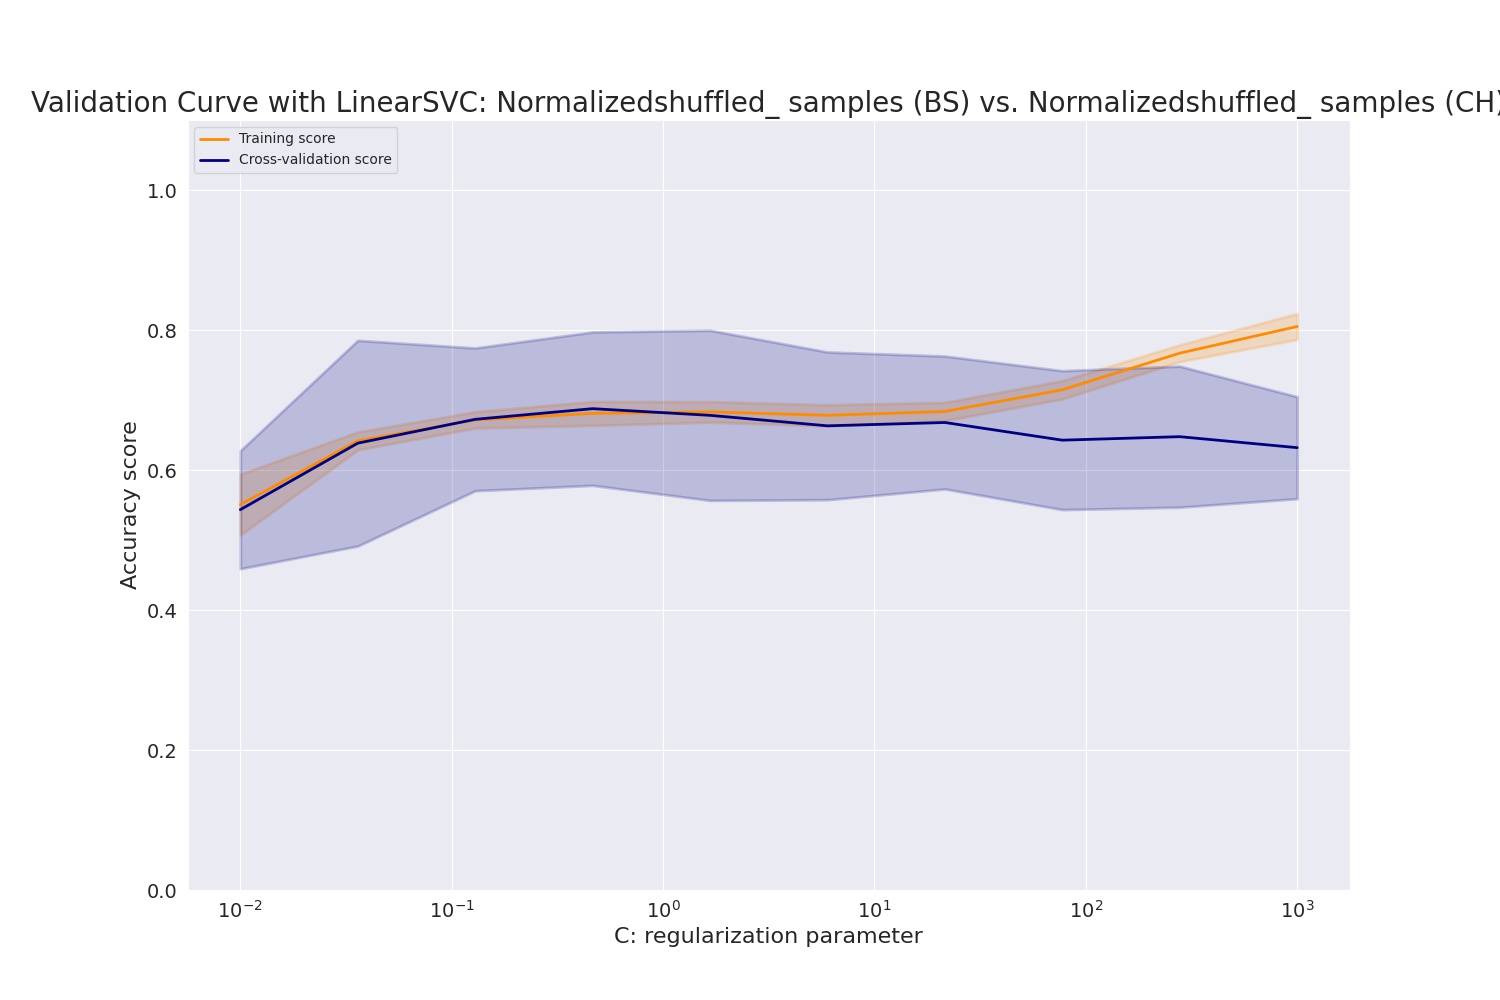 Validation Curve with LinearSVC: Normalizedshuffled_ samples (BS) vs. Normalizedshuffled_ samples (CH)
Training score
Cross-validation score
Accuracy score
1.0
0.8
0.6
0.4
0.2
0.0
10⁻² 10⁻¹ 10⁰ 10¹ 10² 10³
C: regularization parameter